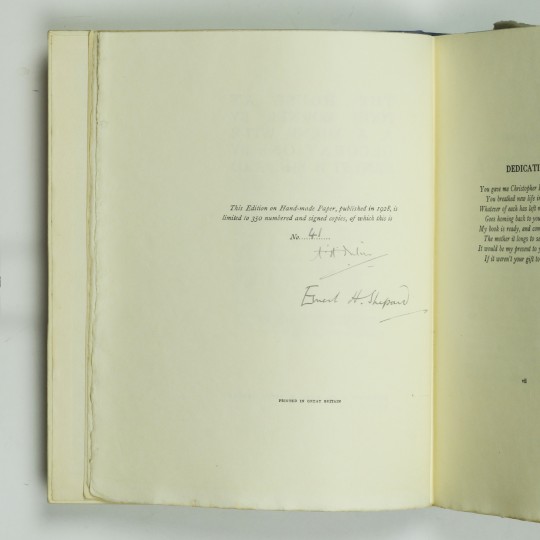 This Edition on Hand-made Paper, published in 1928, is
limited to 350 numbered and signed copies, of which this is
No. 41
A. A. Milne
Ernest H. Shepard
PRINTED IN GREAT BRITAIN
DEDICATI
You gave me Christopher
You breathed new life in
Whatever of each has left
Goes homing back to you
My book is ready, and
The mother it longs to
It would be my present to
If it weren't your gift to